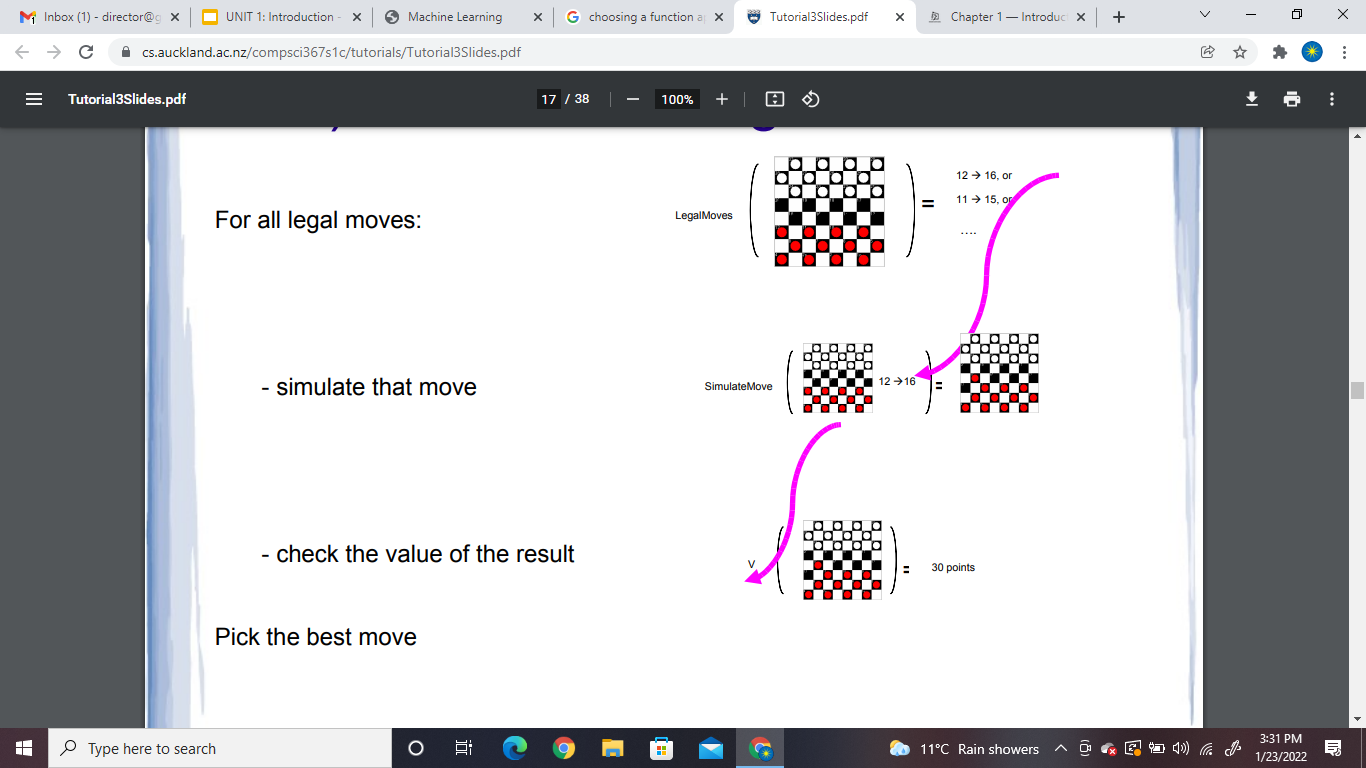 Inbox (1) - director@g
UNIT 1: Introduction -
Machine Learning
choosing a function a
Tutorial3Slides.pdf
Chapter 1 — Introduc
cs.auckland.ac.nz/compsci367s1c/tutorials/Tutorial3Slides.pdf
Tutorial3Slides.pdf
17 / 38
100%
For all legal moves:
LegalMoves
=
12 → 16, or
11 → 15, or
….
- simulate that move
SimulateMove
12 →16
=
- check the value of the result
V
=
30 points
Pick the best move
Type here to search
11°C Rain showers
3:31 PM
1/23/2022